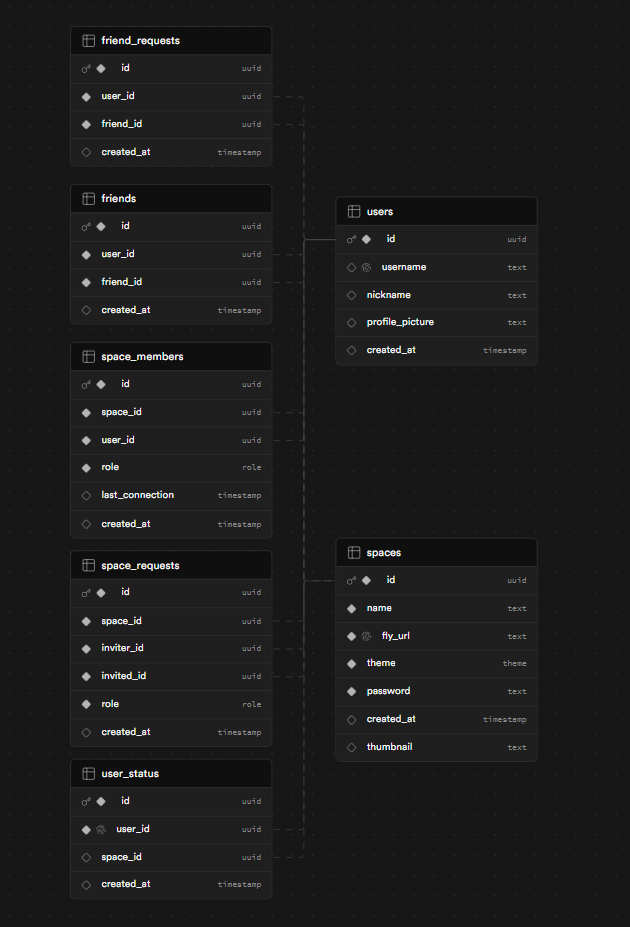 friend_requests
id uuid
user_id uuid
friend_id uuid
created_at timestamp
friends
id uuid
user_id uuid
friend_id uuid
created_at timestamp
space_members
id uuid
space_id uuid
user_id uuid
role role
last_connection timestamp
created_at timestamp
space_requests
id uuid
space_id uuid
inviter_id uuid
invited_id uuid
role role
created_at timestamp
user_status
id uuid
user_id uuid
space_id uuid
created_at timestamp
users
id uuid
username text
nickname text
profile_picture text
created_at timestamp
spaces
id uuid
name text
fly_url text
theme theme
password text
created_at timestamp
thumbnail text